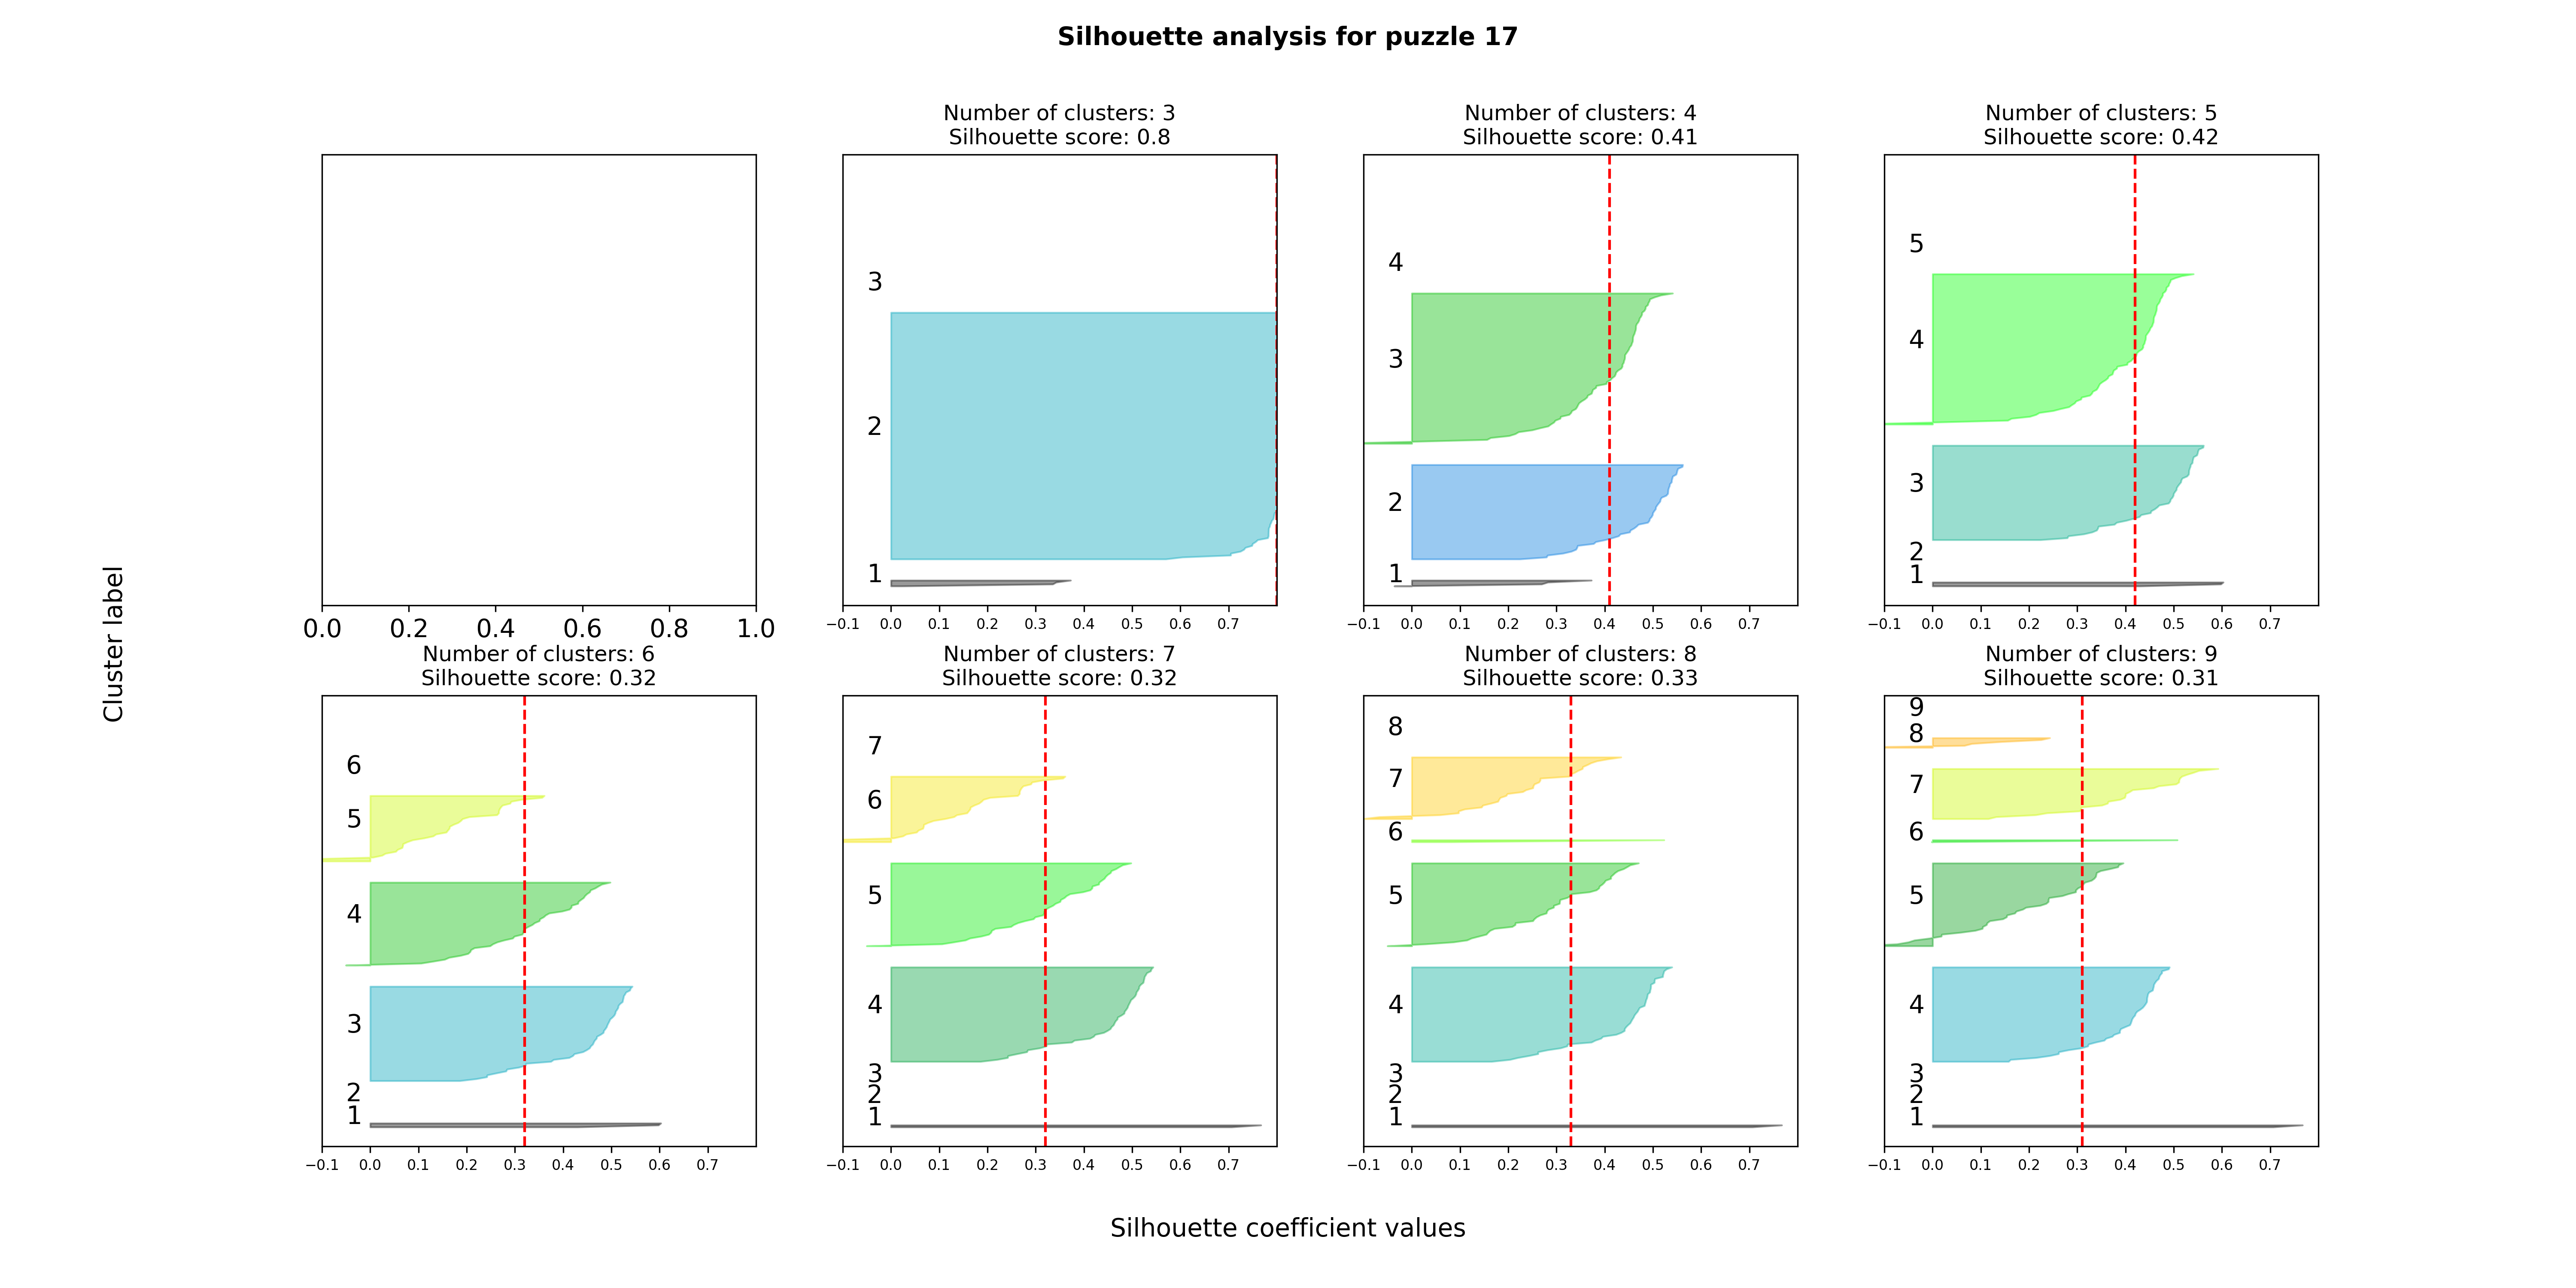 Silhouette analysis for puzzle 17
Number of clusters: 3
Silhouette score: 0.8
Number of clusters: 4
Silhouette score: 0.41
Number of clusters: 5
Silhouette score: 0.42
0.0 0.2 0.4 0.6 0.8 1.0
3
2
1
−0.1 0.0 0.1 0.2 0.3 0.4 0.5 0.6 0.7
4
3
2
1
−0.1 0.0 0.1 0.2 0.3 0.4 0.5 0.6 0.7
5
4
3
2
1
−0.1 0.0 0.1 0.2 0.3 0.4 0.5 0.6 0.7
Cluster label
Number of clusters: 6
Silhouette score: 0.32
Number of clusters: 7
Silhouette score: 0.32
Number of clusters: 8
Silhouette score: 0.33
Number of clusters: 9
Silhouette score: 0.31
6
5
4
3
2
1
−0.1 0.0 0.1 0.2 0.3 0.4 0.5 0.6 0.7
7
6
5
4
3
2
1
−0.1 0.0 0.1 0.2 0.3 0.4 0.5 0.6 0.7
8
7
6
5
4
3
2
1
−0.1 0.0 0.1 0.2 0.3 0.4 0.5 0.6 0.7
9
8
7
6
5
4
3
2
1
−0.1 0.0 0.1 0.2 0.3 0.4 0.5 0.6 0.7
Silhouette coefficient values